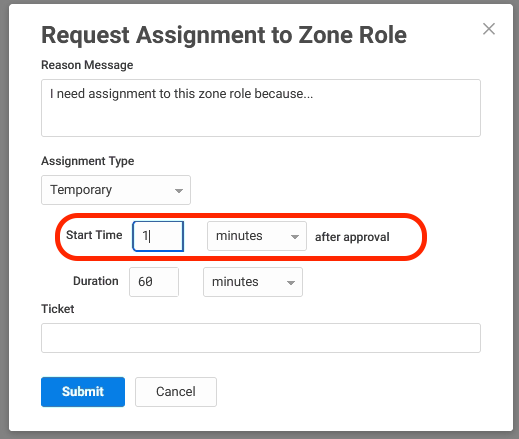 Request Assignment to Zone Role
Reason Message
I need assignment to this zone role because...
Assignment Type
Temporary
Start Time 1 minutes after approval
Duration 60 minutes
Ticket
Submit Cancel